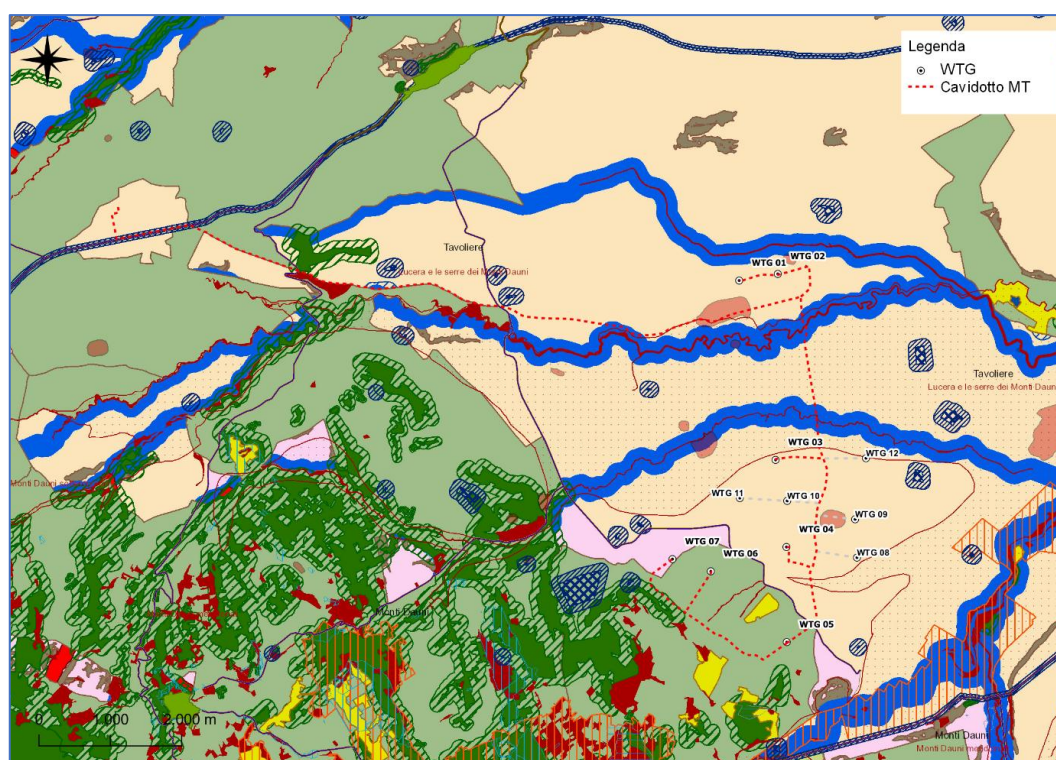 Legenda
WTG
Cavidotto MT
Tavoliere
Lucera e le serre dei Monti Dauni
WTG 01
WTG 02
Tavoliere
Lucera e le serre dei Monti Dauni
WTG 03
WTG 12
WTG 11
WTG 10
WTG 09
WTG 04
WTG 07
WTG 06
WTG 08
Monti Dauni
WTG 05
0
1.000
2.000 m
Monti Dauni
Monti Dauni